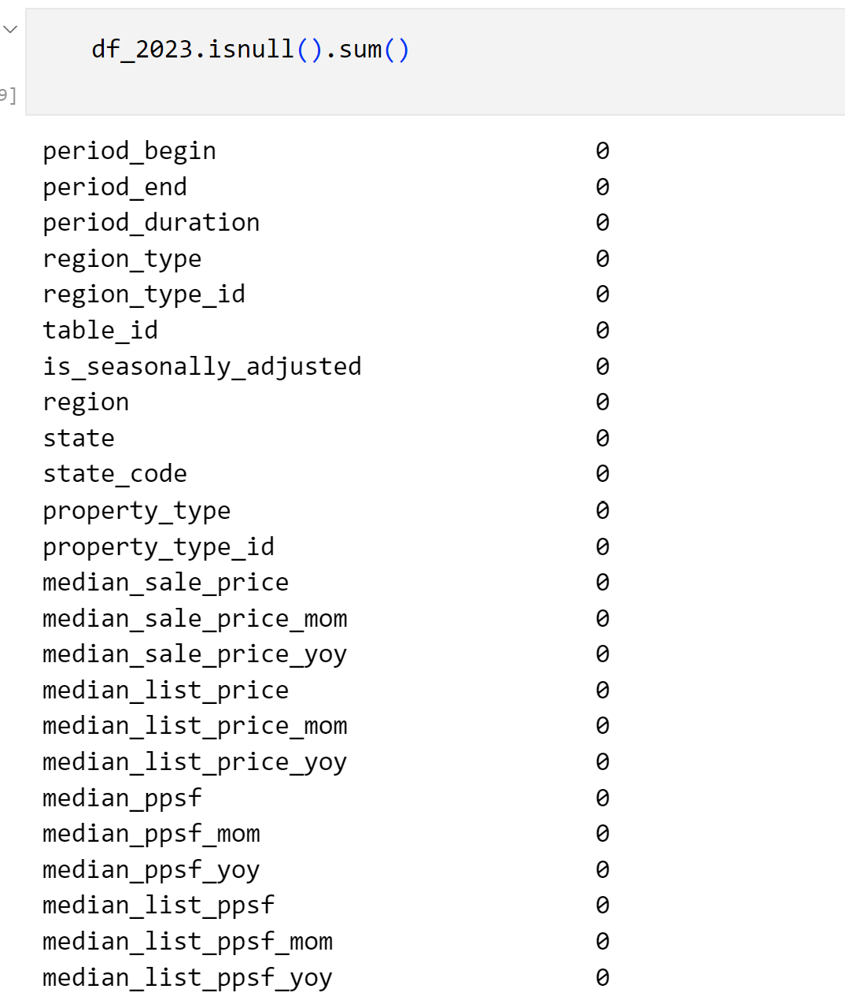 df_2023.isnull().sum()
9]
period_begin 0
period_end 0
period_duration 0
region_type 0
region_type_id 0
table_id 0
is_seasonally_adjusted 0
region 0
state 0
state_code 0
property_type 0
property_type_id 0
median_sale_price 0
median_sale_price_mom 0
median_sale_price_yoy 0
median_list_price 0
median_list_price_mom 0
median_list_price_yoy 0
median_ppsf 0
median_ppsf_mom 0
median_ppsf_yoy 0
median_list_ppsf 0
median_list_ppsf_mom 0
median_list_ppsf_yoy 0